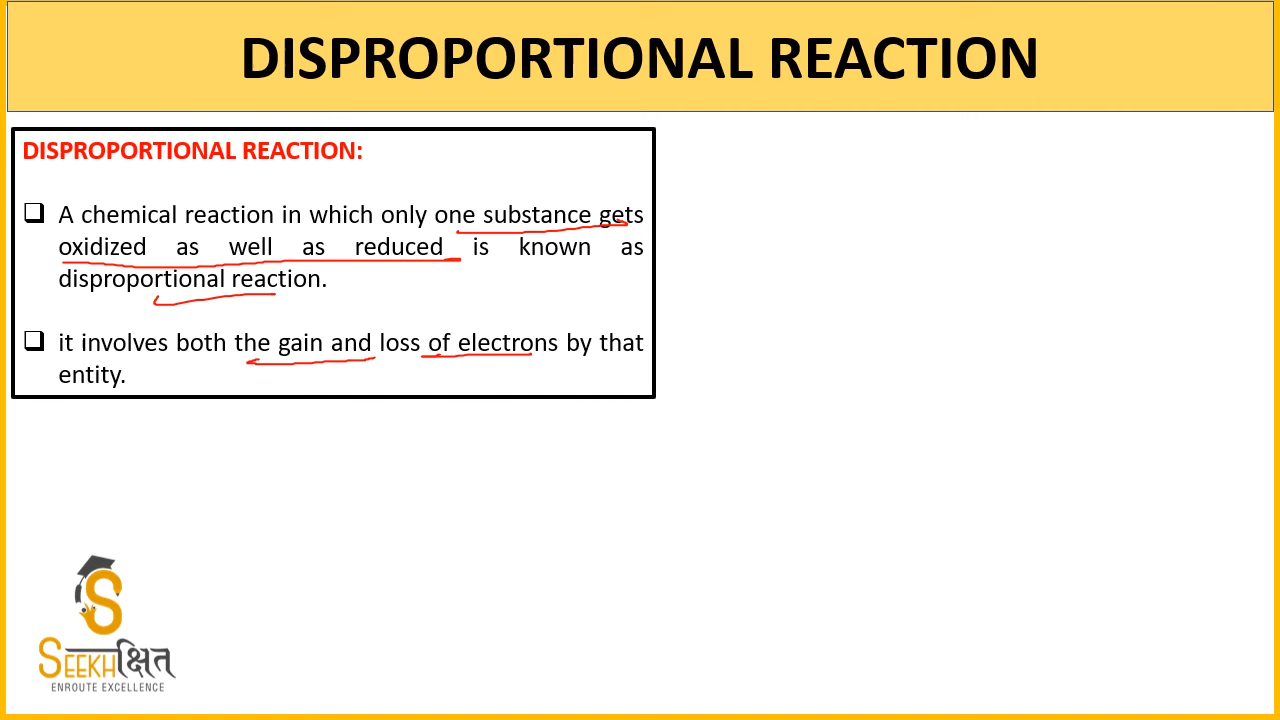 DISPROPORTIONAL REACTION
DISPROPORTIONAL REACTION:
A chemical reaction in which only one substance gets
oxidized as well as reduced is known as
disproportional reaction.
it involves both the gain and loss of electrons by that
entity.
S
SEEKHक्षित
ENROUTE EXCELLENCE